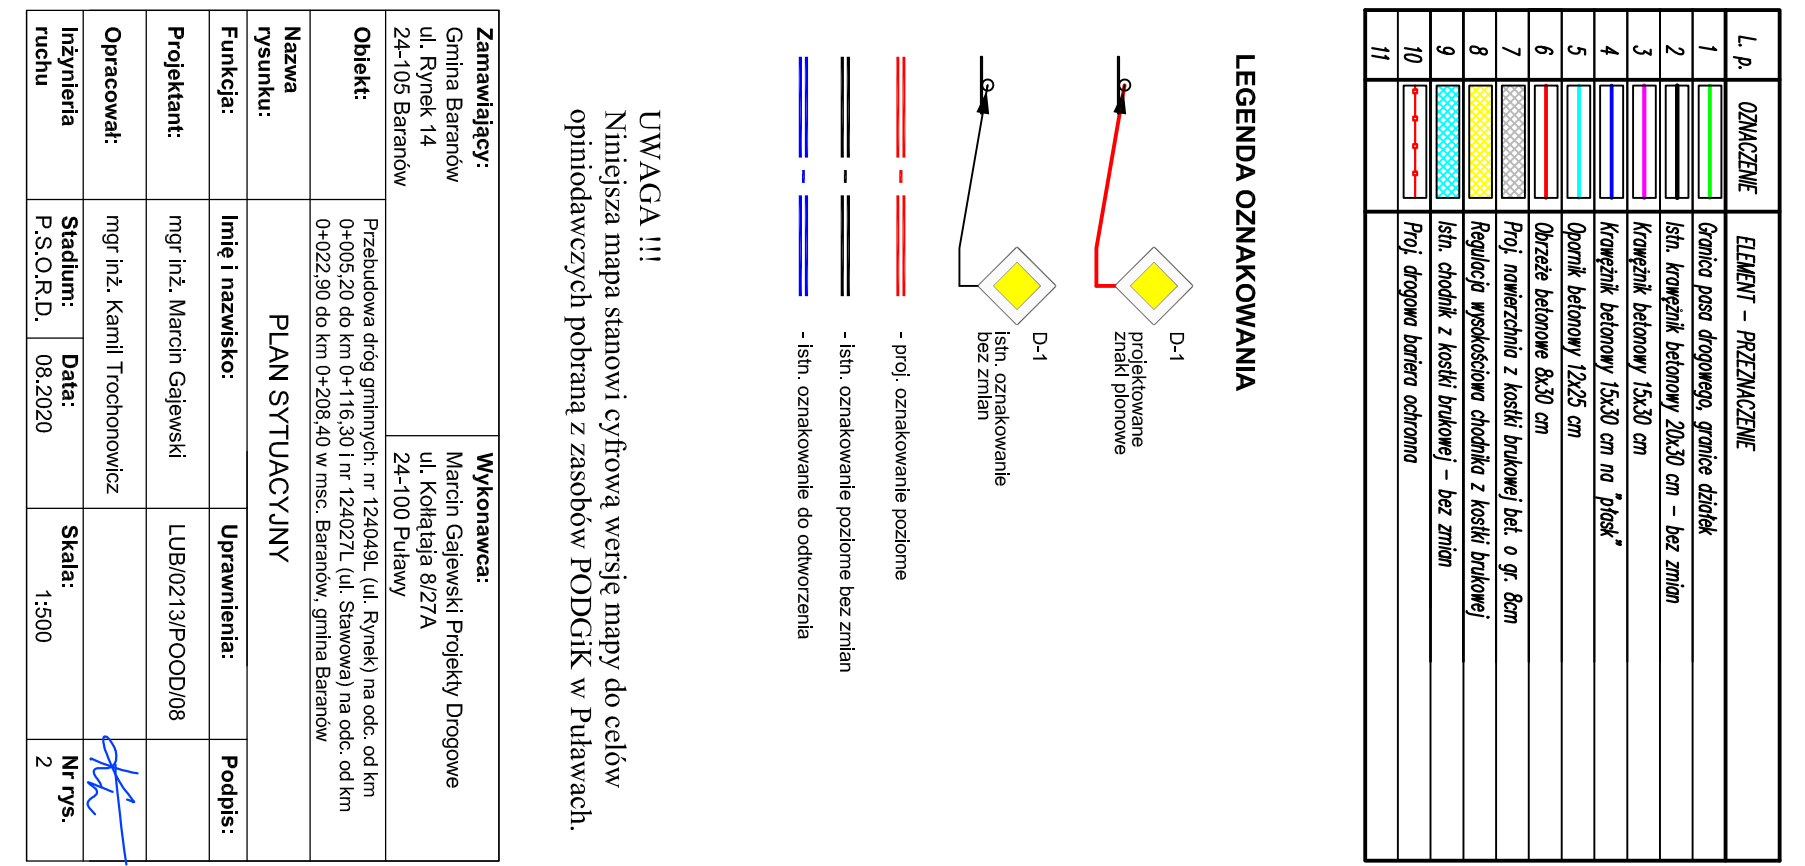 L. p. OZNACZENIE ELEMENT – PRZEZNACZENIE
1 Granica pasa drogowego, granice działek
2 Istn. krawężnik betonowy 20x30 cm – bez zmian
3 Krawężnik betonowy 15x30 cm
4 Krawężnik betonowy 15x30 cm na "płask"
5 Opornik betonowy 12x25 cm
6 Obrzeże betonowe 8x30 cm
7 Proj. nawierzchnia z kostki brukowej bet. o gr. 8cm
8 Regulacja wysokościowa chodnika z kostki brukowej
9 Istn. chodnik z kostki brukowej – bez zmian
10 Proj. drogowa bariera ochronna
11
LEGENDA OZNAKOWANIA
D-1
projektowane
znaki pionowe
D-1
istn. oznakowanie
bez zmian
- proj. oznakowanie poziome
- istn. oznakowanie poziome bez zmian
- istn. oznakowanie do odtworzenia
UWAGA !!!
Niniejsza mapa stanowi cyfrową wersję mapy do celów
opiniodawczych pobraną z zasobów PODGiK w Puławach.
Zamawiający:
Gmina Baranów
ul. Rynek 14
24-105 Baranów
Wykonawca:
Marcin Gajewski Projekty Drogowe
ul. Kołłątaja 8/27A
24-100 Puławy
Obiekt:
Przebudowa dróg gminnych: nr 124049L (ul. Rynek) na odc. od km
0+005,20 do km 0+116,30 i nr 124027L (ul. Stawowa) na odc. od km
0+022,90 do km 0+208,40 w msc. Baranów, gmina Baranów
Nazwa
rysunku:
PLAN SYTUACYJNY
Funkcja: Imię i nazwisko: Uprawnienia: Podpis:
Projektant: mgr inż. Marcin Gajewski LUB/0213/POOD/08
Opracował: mgr inż. Kamil Trochonowicz
Inżynieria
ruchu
Stadium:
P.S.O.R.D.
Data:
08.2020
Skala:
1:500
Nr rys.
2